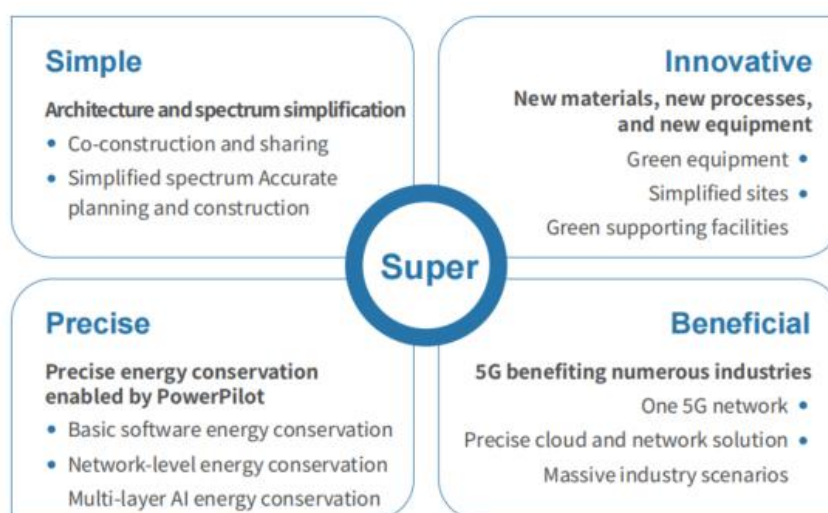 Simple
Architecture and spectrum simplification
• Co-construction and sharing
• Simplified spectrum Accurate
planning and construction
Innovative
New materials, new processes,
and new equipment
Green equipment •
Simplified sites •
Green supporting facilities
Super
Precise
Precise energy conservation
enabled by PowerPilot
• Basic software energy conservation
• Network-level energy conservation
Multi-layer AI energy conservation
Beneficial
5G benefiting numerous industries
One 5G network •
Precise cloud and network solution •
Massive industry scenarios